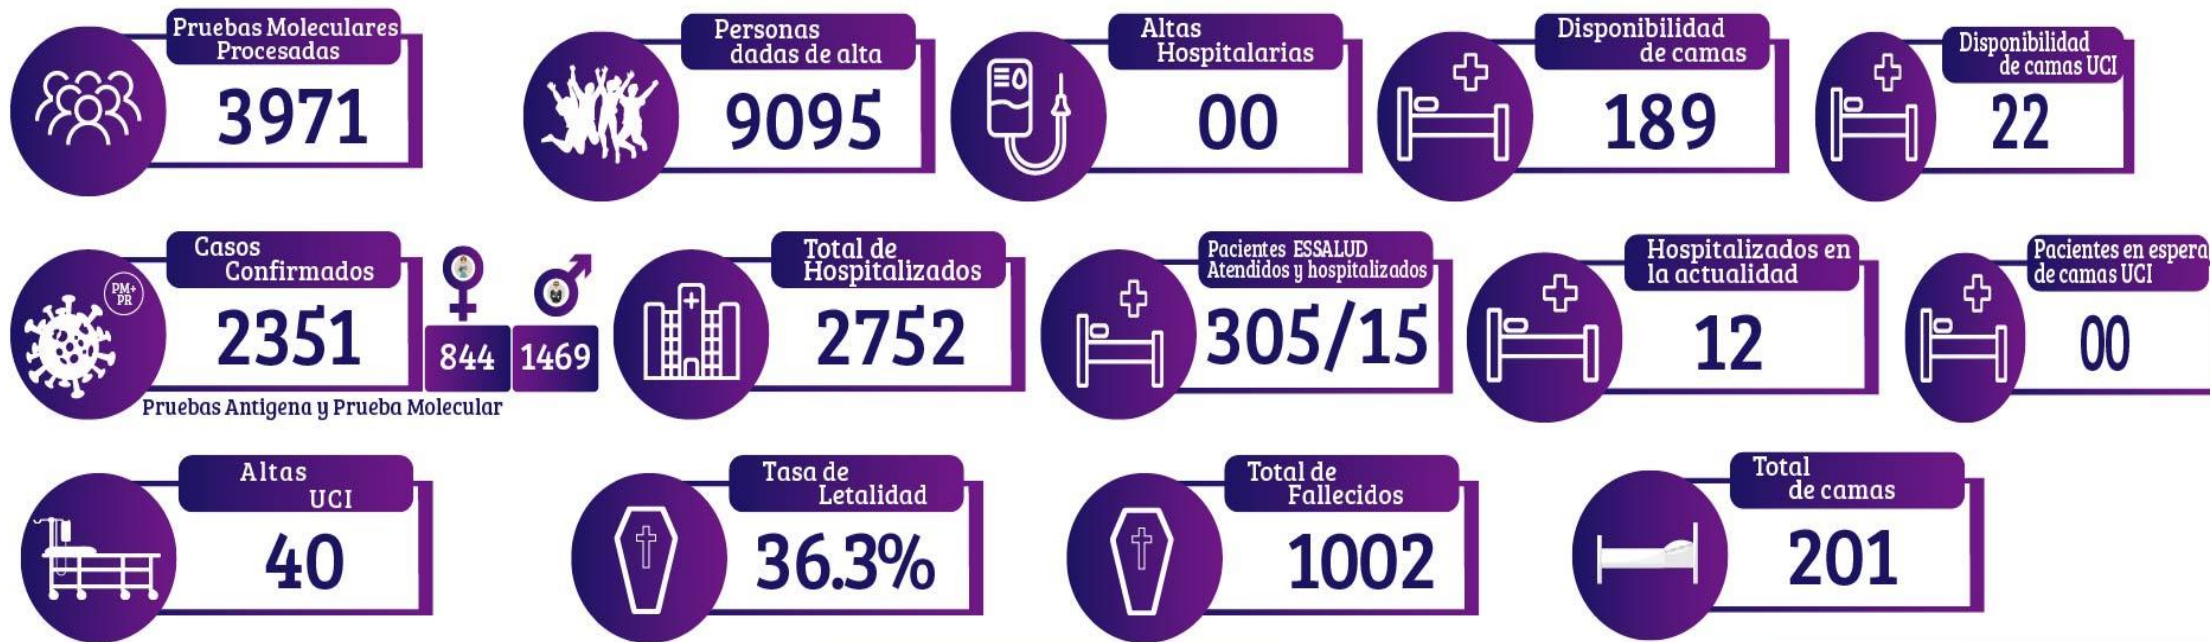 Pruebas Moleculares
Procesadas
3971
Personas
dadas de alta
9095
Altas
Hospitalarias
00
Disponibilidad
de camas
189
Disponibilidad
de camas UCI
22
PM+
PR
Casos
Confirmados
2351
844
1469
Pruebas Antigena y Prueba Molecular
Total de
Hospitalizados
2752
Pacientes ESSALUD
Atendidos y hospitalizados
305/15
Hospitalizados en
la actualidad
12
Pacientes en espera
de camas UCI
00
Altas
UCI
40
Tasa de
Letalidad
36.3%
Total de
Fallecidos
1002
Total
de camas
201